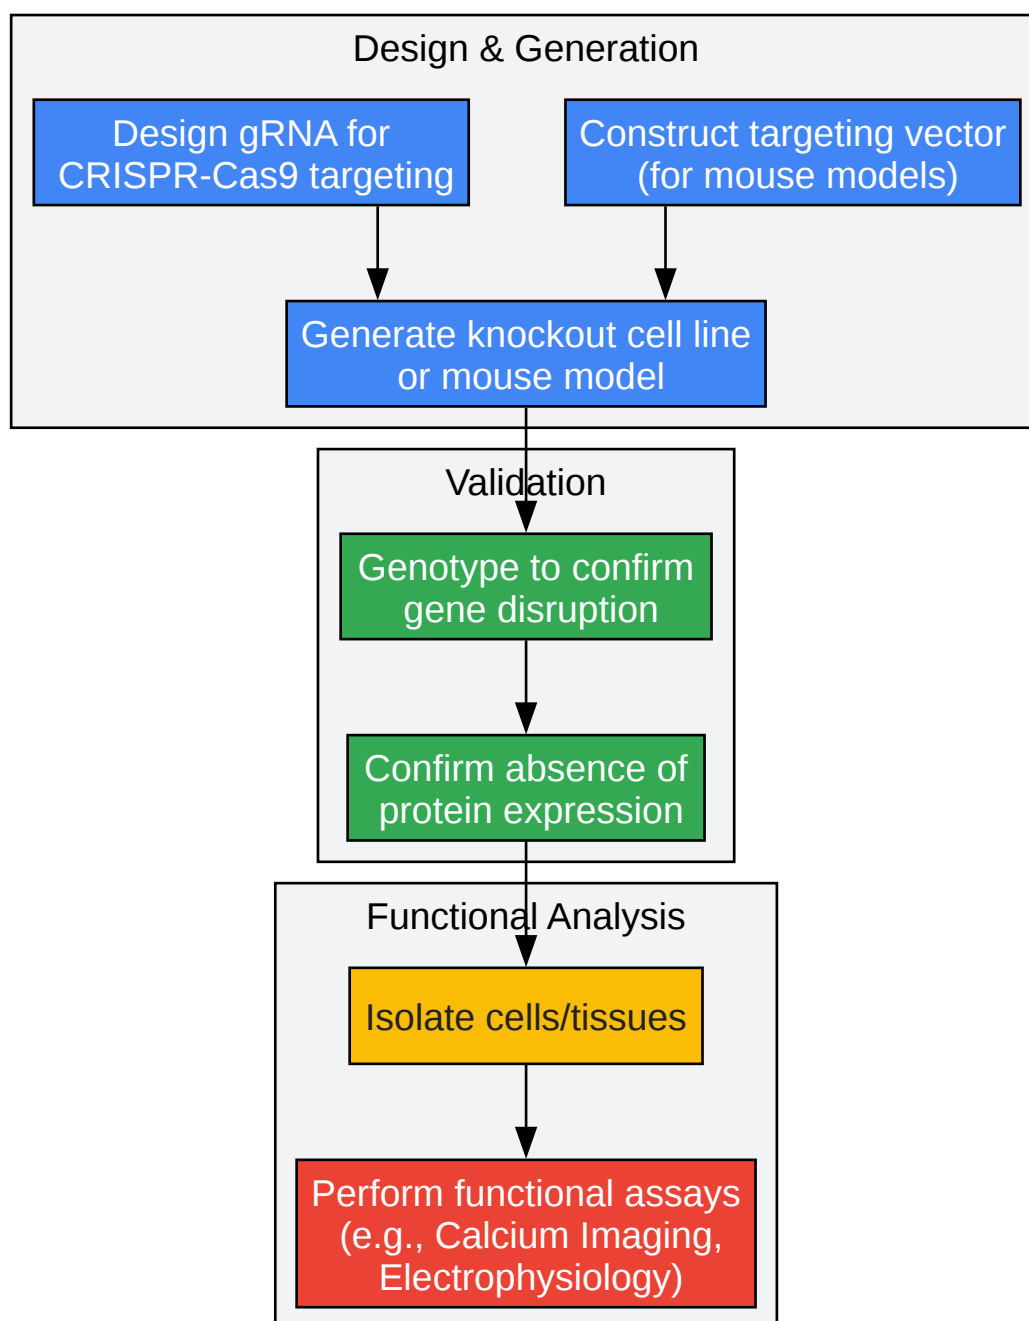 Design & Generation
Design gRNA for
CRISPR-Cas9 targeting
Construct targeting vector
(for mouse models)
Generate knockout cell line
or mouse model
Validation
Genotype to confirm
gene disruption
Confirm absence of
protein expression
Functional Analysis
Isolate cells/tissues
Perform functional assays
(e.g., Calcium Imaging,
Electrophysiology)